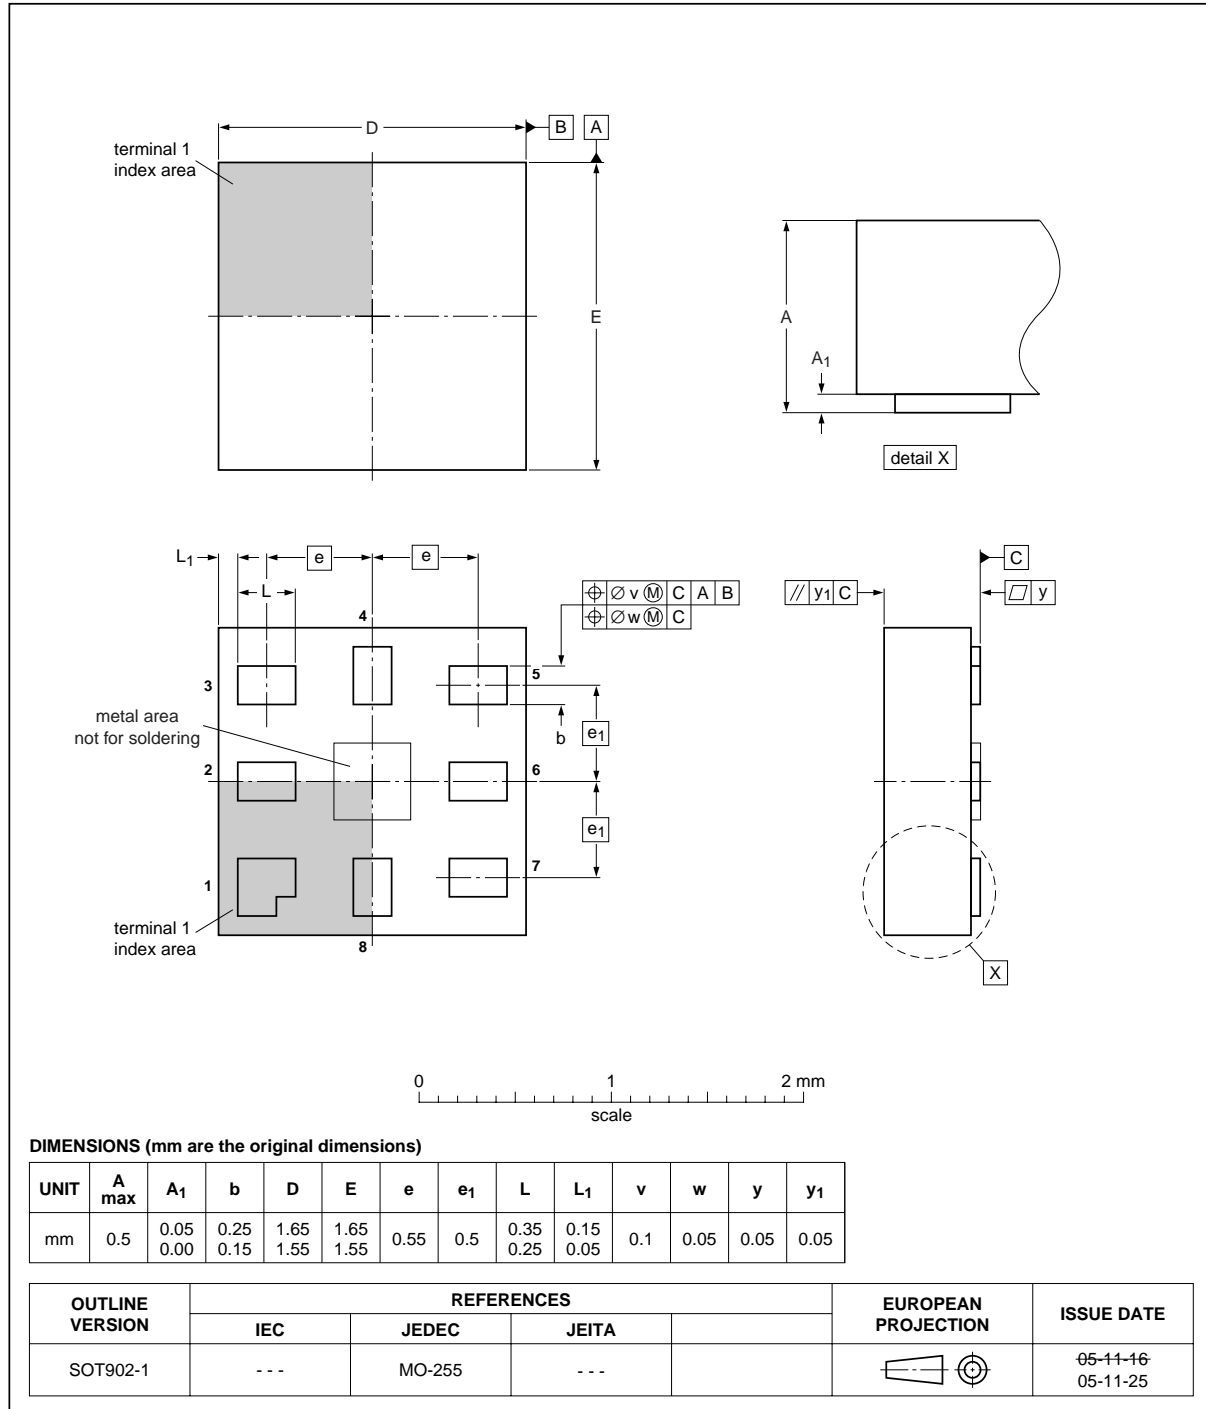 D
B
A
terminal 1
index area
E
A
A1
detail X
L1
e
e
L
⌖ ⌀ v Ⓜ C A B
⌖ ⌀ w Ⓜ C
C
// y1 C
⏥ y
4
3
5
metal area
not for soldering
b
e1
2
6
e1
1
7
terminal 1
index area
8
X
0 1 2 mm
scale
DIMENSIONS (mm are the original dimensions)
UNIT A max A1 b D E e e1 L L1 v w y y1
mm 0.5 0.05 0.00 0.25 0.15 1.65 1.55 1.65 1.55 0.55 0.5 0.35 0.25 0.15 0.05 0.1 0.05 0.05 0.05
OUTLINE VERSION REFERENCES EUROPEAN PROJECTION ISSUE DATE
IEC JEDEC JEITA
SOT902-1 - - - MO-255 - - - 05-11-16
05-11-25